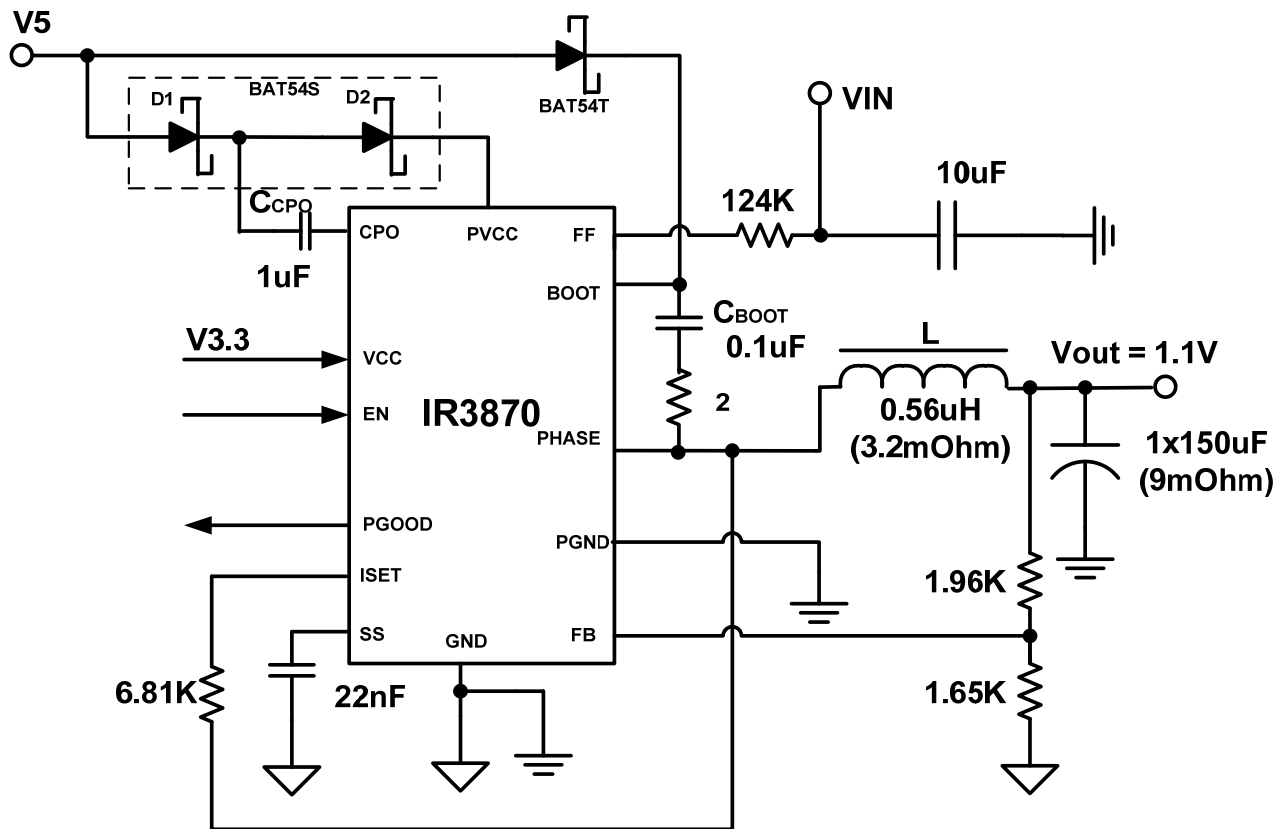 V5
D1
BAT54S
D2
BAT54T
VIN
10uF
124K
CCPO
1uF
CPO
PVCC
FF
BOOT
CBOOT
0.1uF
2
V3.3
VCC
EN
IR3870
PHASE
L
0.56uH
(3.2mOhm)
Vout = 1.1V
1x150uF
(9mOhm)
PGOOD
PGND
ISET
1.96K
SS
GND
FB
6.81K
22nF
1.65K